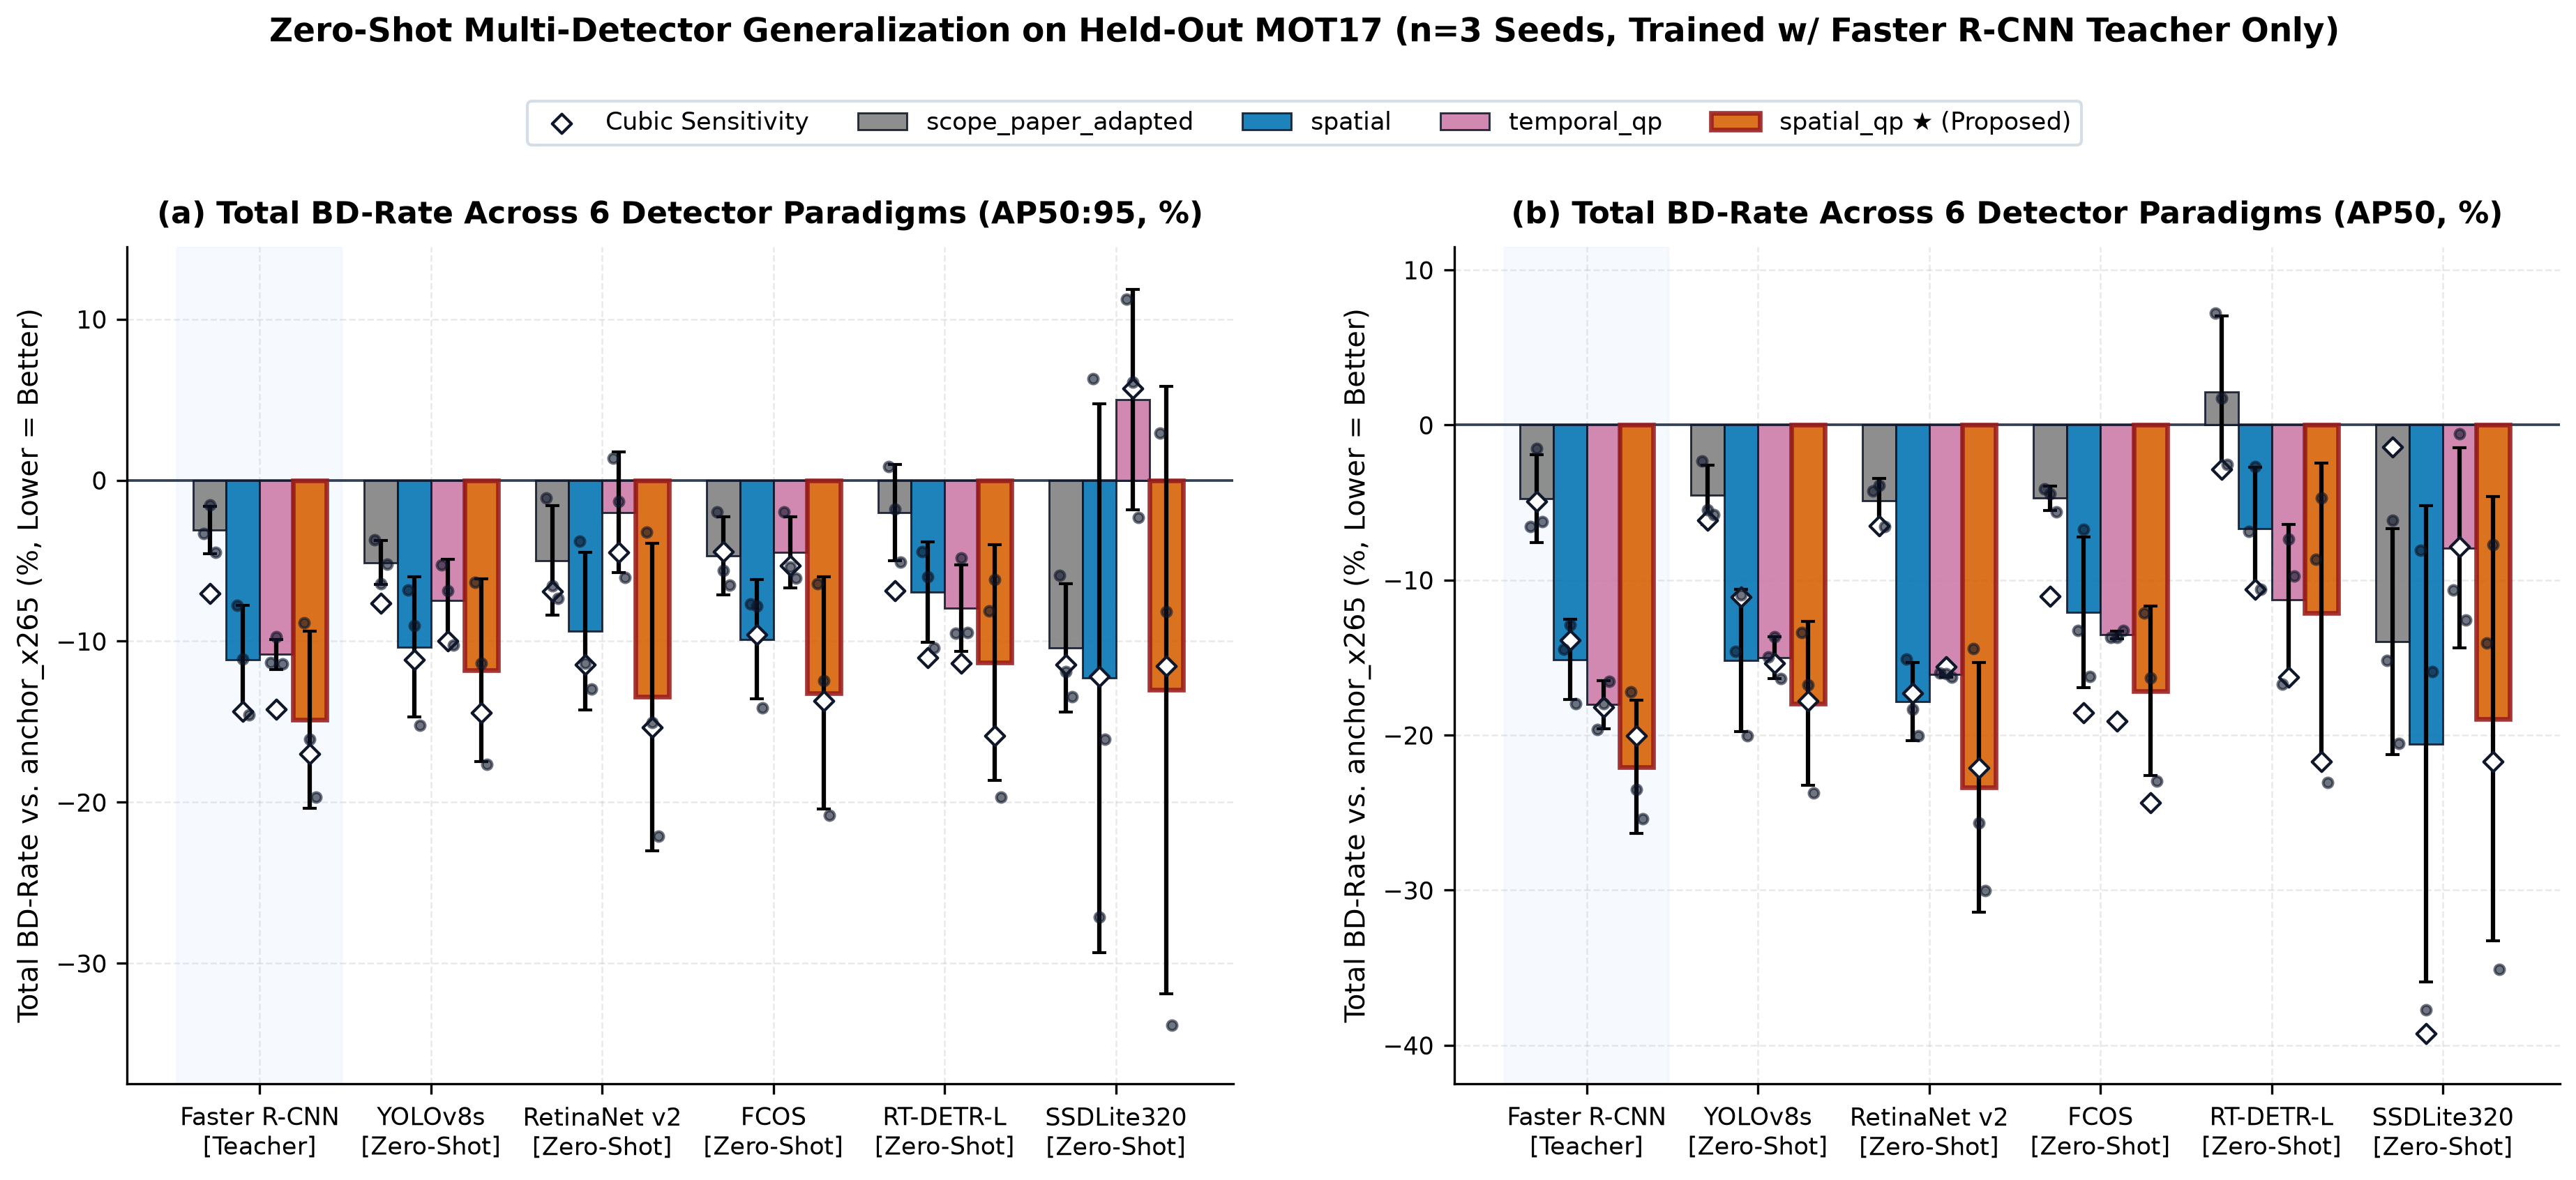 Zero-Shot Multi-Detector Generalization on Held-Out MOT17 (n=3 Seeds, Trained w/ Faster R-CNN Teacher Only)
Cubic Sensitivity scope_paper_adapted spatial temporal_qp spatial_qp ★ (Proposed)
(a) Total BD-Rate Across 6 Detector Paradigms (AP50:95, %)
Total BD-Rate vs. anchor_x265 (%, Lower = Better)
10
0
−10
−20
−30
Faster R-CNN
[Teacher]
YOLOv8s
[Zero-Shot]
RetinaNet v2
[Zero-Shot]
FCOS
[Zero-Shot]
RT-DETR-L
[Zero-Shot]
SSDLite320
[Zero-Shot]
(b) Total BD-Rate Across 6 Detector Paradigms (AP50, %)
Total BD-Rate vs. anchor_x265 (%, Lower = Better)
10
0
−10
−20
−30
−40
Faster R-CNN
[Teacher]
YOLOv8s
[Zero-Shot]
RetinaNet v2
[Zero-Shot]
FCOS
[Zero-Shot]
RT-DETR-L
[Zero-Shot]
SSDLite320
[Zero-Shot]